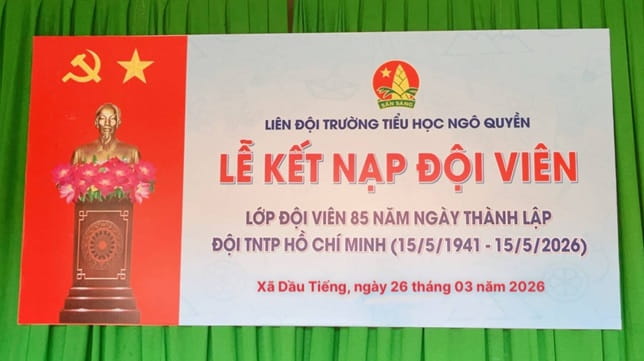 SẴN SÀNG
LIÊN ĐỘI TRƯỜNG TIỂU HỌC NGÔ QUYỀN
LỄ KẾT NẠP ĐỘI VIÊN
LỚP ĐỘI VIÊN 85 NĂM NGÀY THÀNH LẬP
ĐỘI TNTP HỒ CHÍ MINH (15/5/1941 - 15/5/2026)
Xã Dầu Tiếng, ngày 26 tháng 03 năm 2026